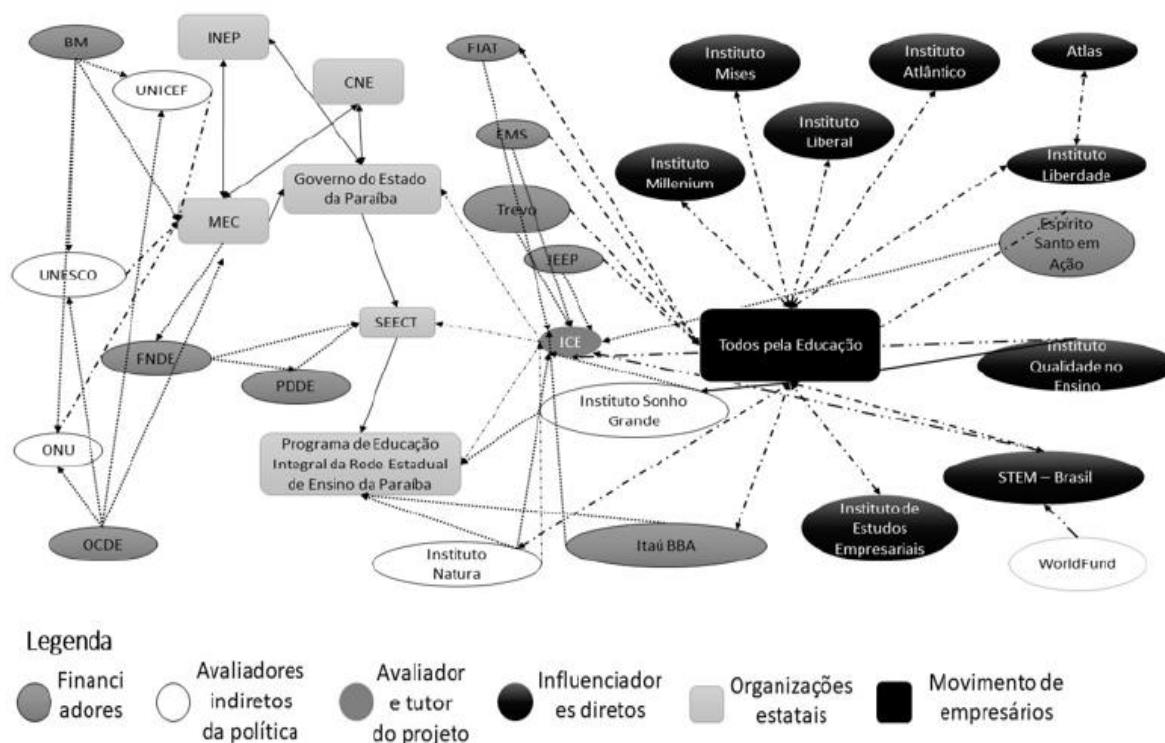 BM
INEP
UNICEF
CNE
FIAT
Instituto
Mises
Instituto
Atlântico
Atlas
EMS
Instituto
Liberal
Instituto
Millenium
Instituto
Liberdade
Governo do Estado
da Paraíba
MEC
Trevo
Espírito
Santo em
Ação
UNESCO
JEEP
SEECT
ICE
Todos pela Educação
FNDE
PDDE
Instituto
Qualidade no
Ensino
Instituto Sonho
Grande
ONU
Programa de Educação
Integral da Rede Estadual
de Ensino da Paraíba
STEM – Brasil
Instituto de
Estudos
Empresariais
OCDE
Instituto
Natura
Itaú BBA
WorldFund
Legenda
Financi
adores
Avaliadores
indiretos
da política
Avaliador
e tutor
do projeto
Influenciador
es diretos
Organizações
estatais
Movimento de
empresários